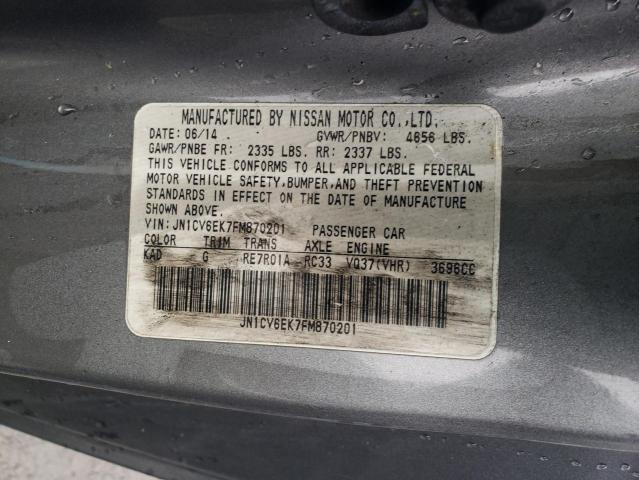 MANUFACTURED BY NISSAN MOTOR CO.,LTD.
DATE: 06/14 GVWR/PNBV: 4656 LBS.
GAWR/PNBE FR: 2335 LBS. RR: 2337 LBS.
THIS VEHICLE CONFORMS TO ALL APPLICABLE FEDERAL
MOTOR VEHICLE SAFETY,BUMPER,AND THEFT PREVENTION
STANDARDS IN EFFECT ON THE DATE OF MANUFACTURE
SHOWN ABOVE.
VIN:JN1CV6EK7FM870201 PASSENGER CAR
COLOR TRIM TRANS AXLE ENGINE
KAD G RE7R01A RC33 VQ37(VHR) 3696CC
JN1CV6EK7FM870201